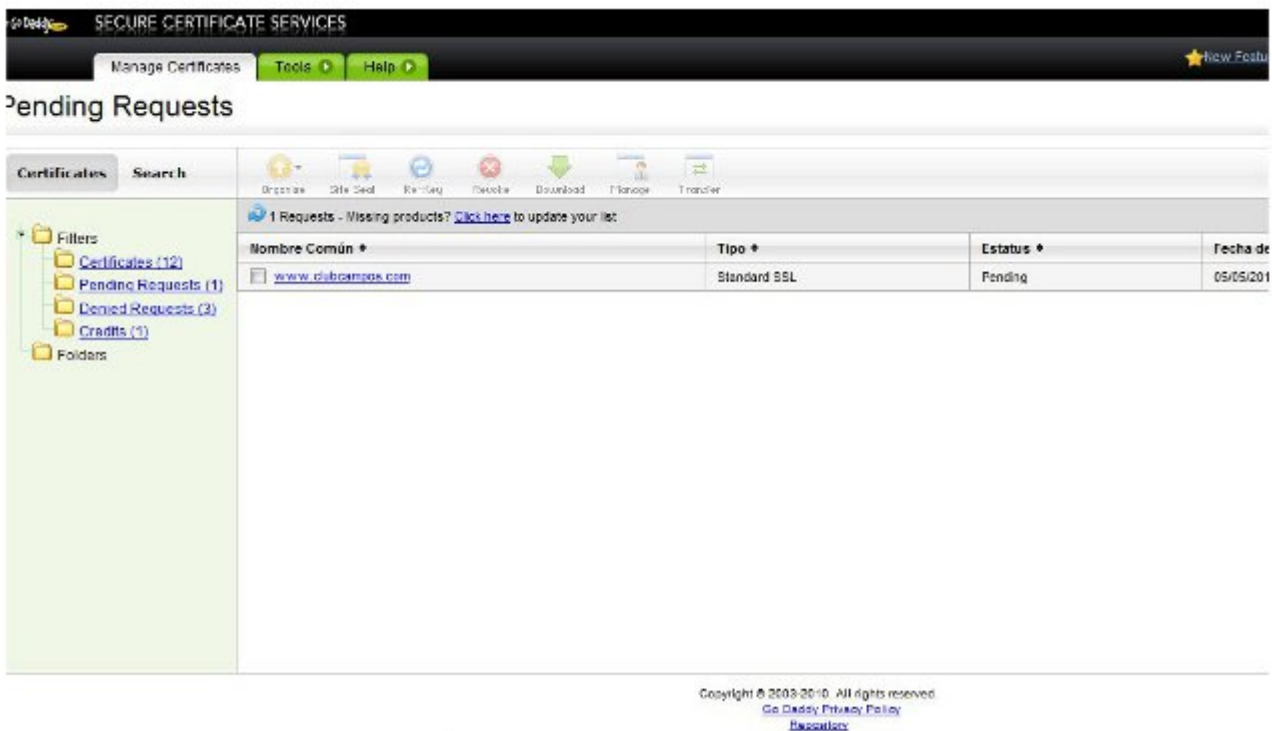 Go Daddy SECURE CERTIFICATE SERVICES
Manage Certificates Tools Help New Featu
Pending Requests
Certificates Search
Organize Site Seal Re-Key Revoke Download Manage Transfer
1 Requests - Missing products? Click here to update your list
Filters
Certificates (12)
Pending Requests (1)
Denied Requests (3)
Credits (1)
Folders
Nombre Común Tipo Estatus Fecha de
www.clubcampos.com Standard SSL Pending 05/05/201
Copyright © 2003-2010. All rights reserved.
Go Daddy Privacy Policy
Repository